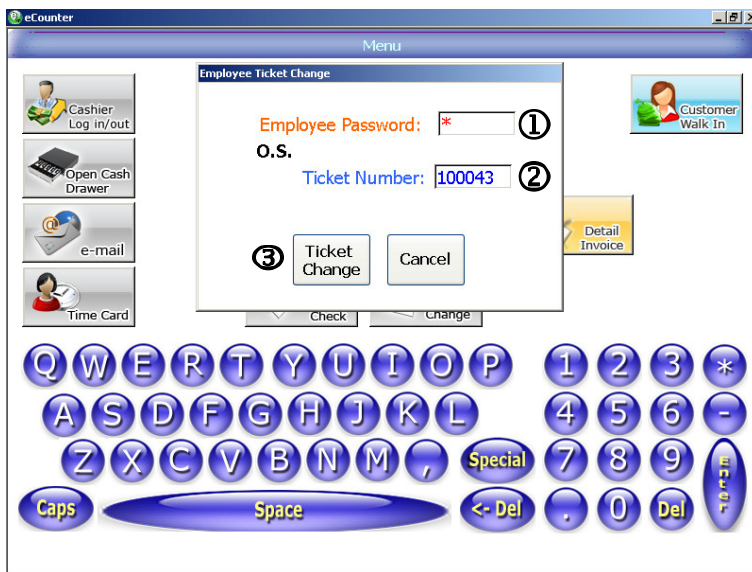 eCounter
Menu
Employee Ticket Change
Cashier
Log in/out
Open Cash
Drawer
e-mail
Time Card
Employee Password: * ①
O.S.
Ticket Number: 100043 ②
③ Ticket
Change
Cancel
Customer
Walk In
Detail
Invoice
Check
Change
Q W E R T Y U I O P 1 2 3 *
A S D F G H J K L 4 5 6 -
Z X C V B N M , Special 7 8 9 Enter
Caps Space <- Del . 0 Del